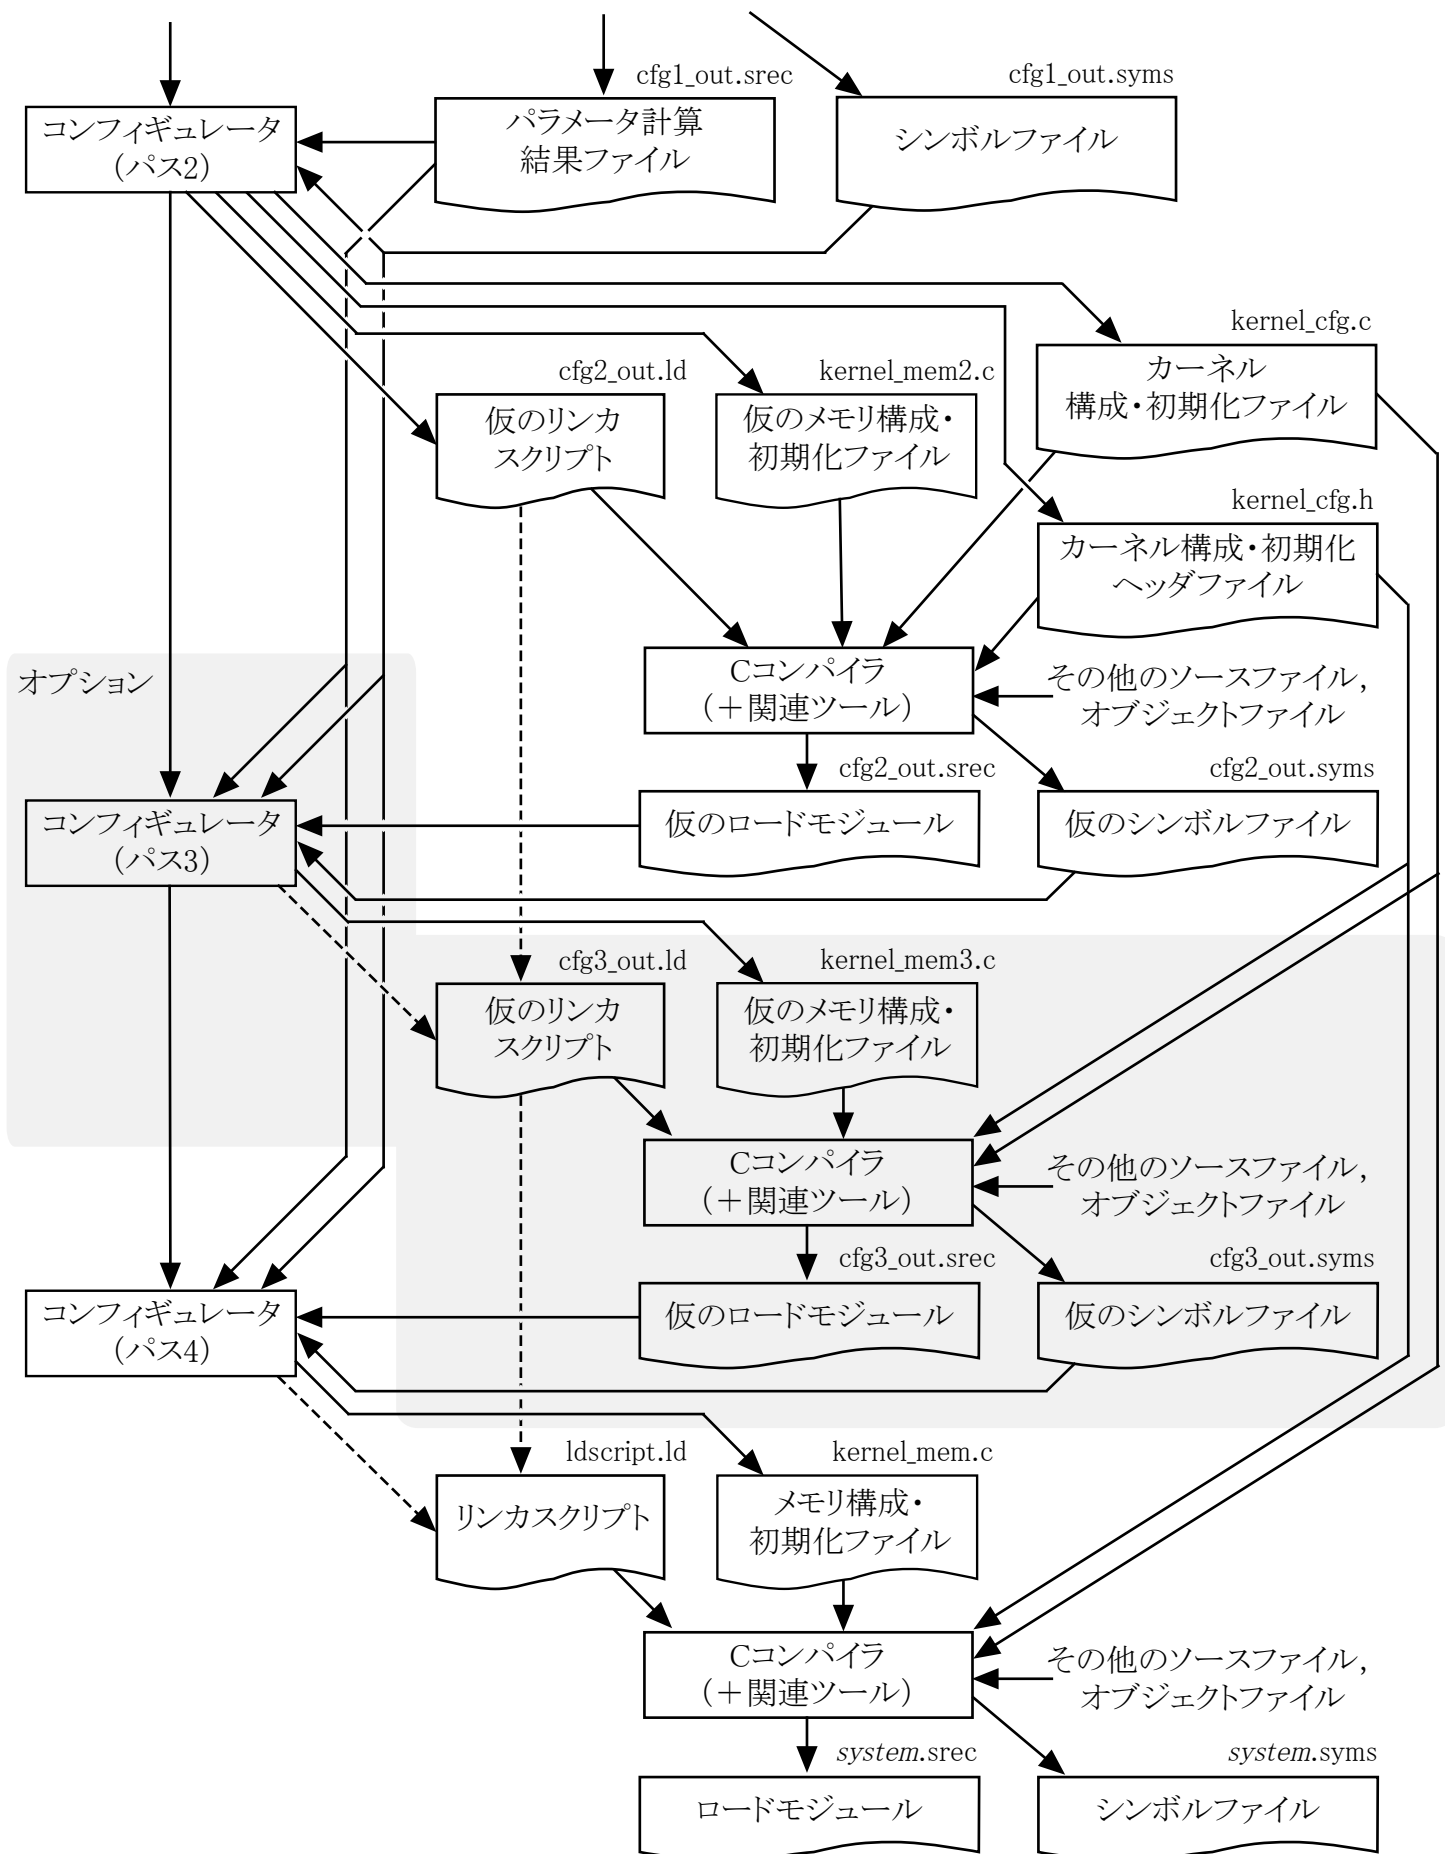 cfg1_out.srec
cfg1_out.syms
コンフィギュレータ
(パス2)
パラメータ計算
結果ファイル
シンボルファイル
kernel_cfg.c
カーネル
構成・初期化ファイル
cfg2_out.ld
kernel_mem2.c
仮のリンカ
スクリプト
仮のメモリ構成・
初期化ファイル
kernel_cfg.h
カーネル構成・初期化
ヘッダファイル
オプション
Cコンパイラ
(+関連ツール)
その他のソースファイル,
オブジェクトファイル
cfg2_out.srec
cfg2_out.syms
コンフィギュレータ
(パス3)
仮のロードモジュール
仮のシンボルファイル
cfg3_out.ld
kernel_mem3.c
仮のリンカ
スクリプト
仮のメモリ構成・
初期化ファイル
Cコンパイラ
(+関連ツール)
その他のソースファイル,
オブジェクトファイル
cfg3_out.srec
cfg3_out.syms
コンフィギュレータ
(パス4)
仮のロードモジュール
仮のシンボルファイル
ldscript.ld
kernel_mem.c
リンカスクリプト
メモリ構成・
初期化ファイル
Cコンパイラ
(+関連ツール)
その他のソースファイル,
オブジェクトファイル
system.srec
system.syms
ロードモジュール
シンボルファイル